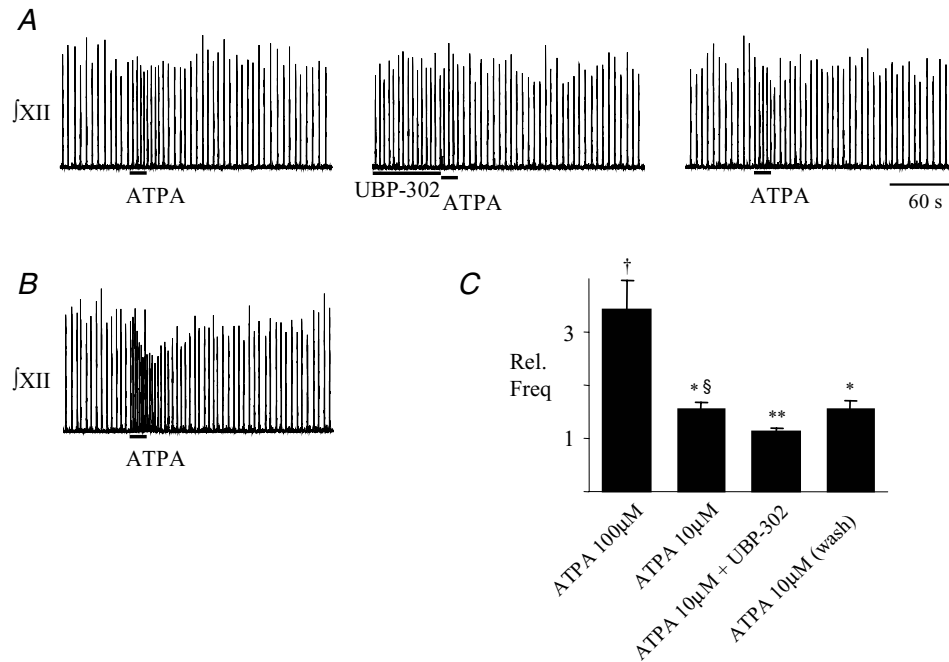 A
∫XII
ATPA
UBP-302
ATPA
ATPA
60 s
B
∫XII
ATPA
C
Rel.
Freq
3
1
†
* §
**
*
ATPA 100µM
ATPA 10µM
ATPA 10µM + UBP-302
ATPA 10µM (wash)